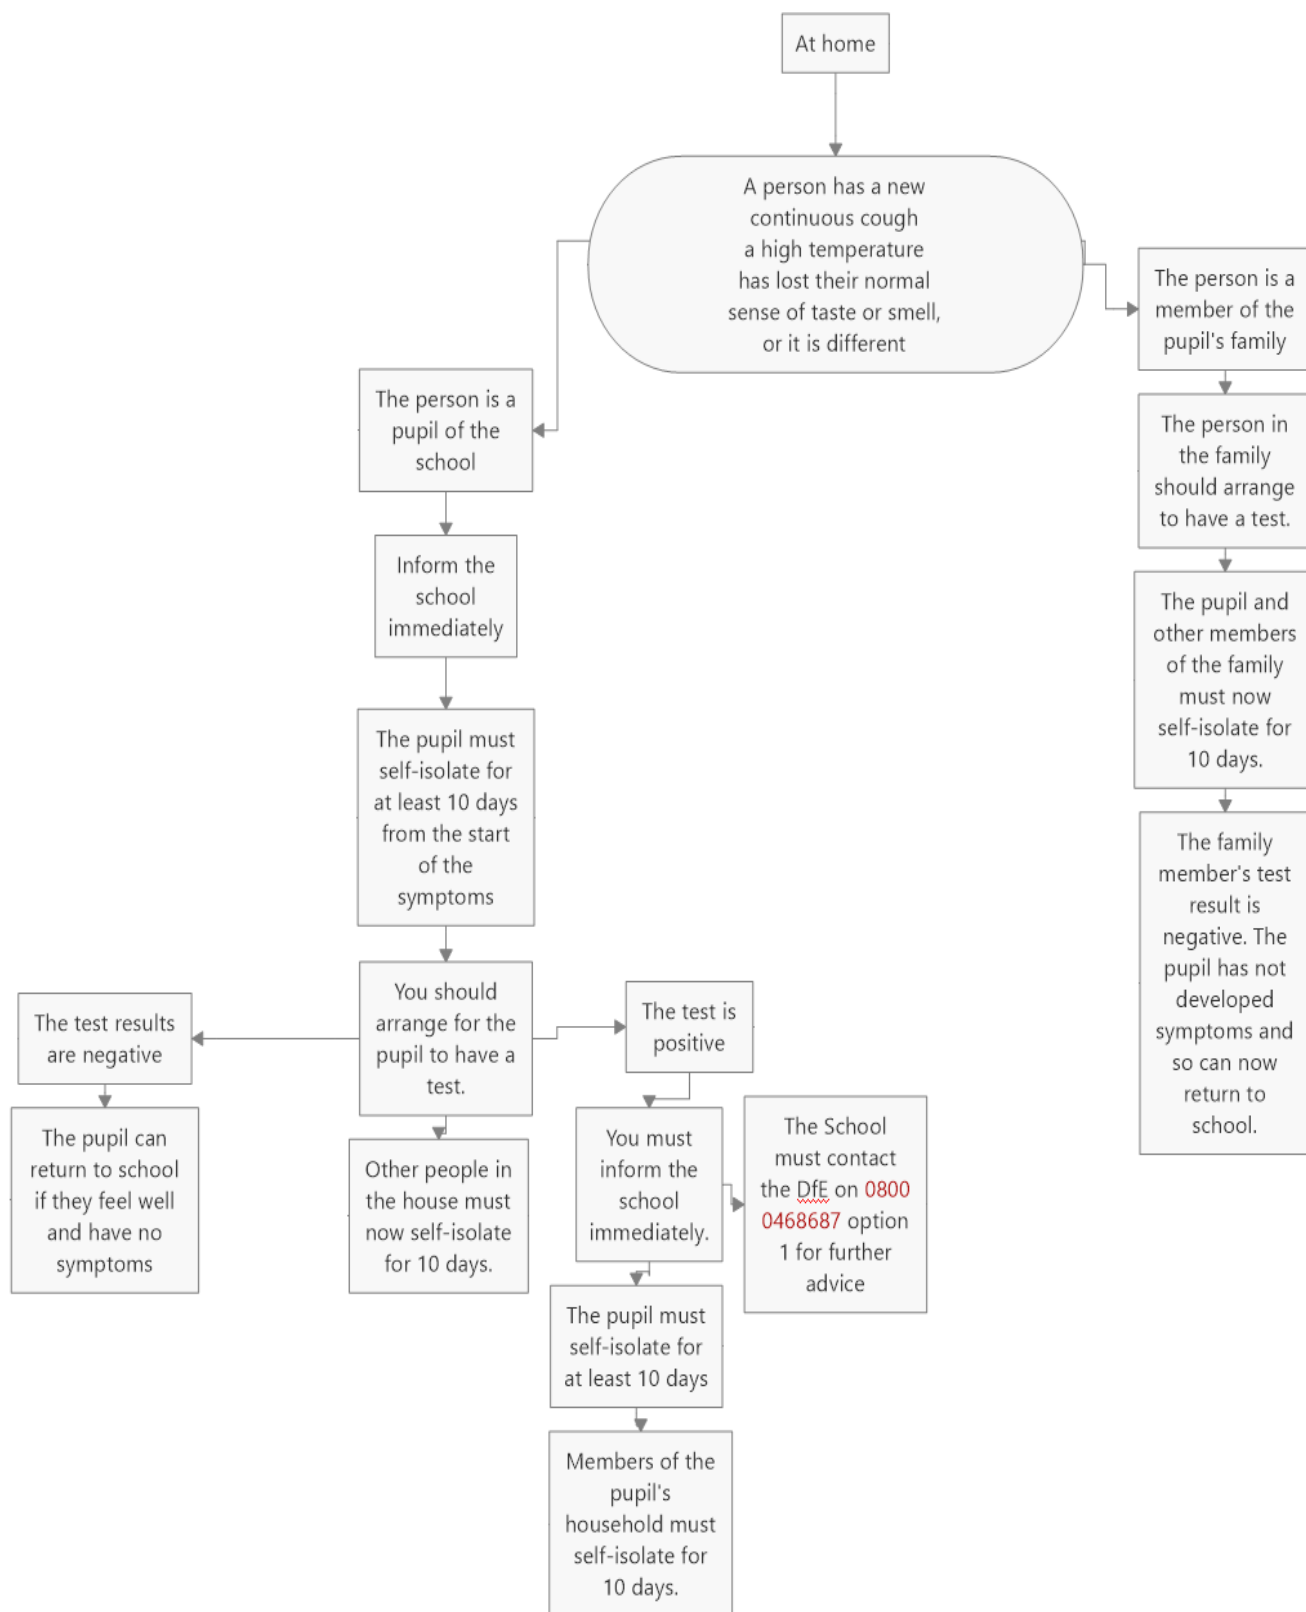 At home
A person has a new
continuous cough
a high temperature
has lost their normal
sense of taste or smell,
or it is different
The person is a
pupil of the
school
Inform the
school
immediately
The pupil must
self-isolate for
at least 10 days
from the start
of the
symptoms
You should
arrange for the
pupil to have a
test.
The test results
are negative
The pupil can
return to school
if they feel well
and have no
symptoms
Other people in
the house must
now self-isolate
for 10 days.
The test is
positive
You must
inform the
school
immediately.
The School
must contact
the DfE on 0800
0468687 option
1 for further
advice
The pupil must
self-isolate for
at least 10 days
Members of the
pupil's
household must
self-isolate for
10 days.
The person is a
member of the
pupil's family
The person in
the family
should arrange
to have a test.
The pupil and
other members
of the family
must now
self-isolate for
10 days.
The family
member's test
result is
negative. The
pupil has not
developed
symptoms and
so can now
return to
school.